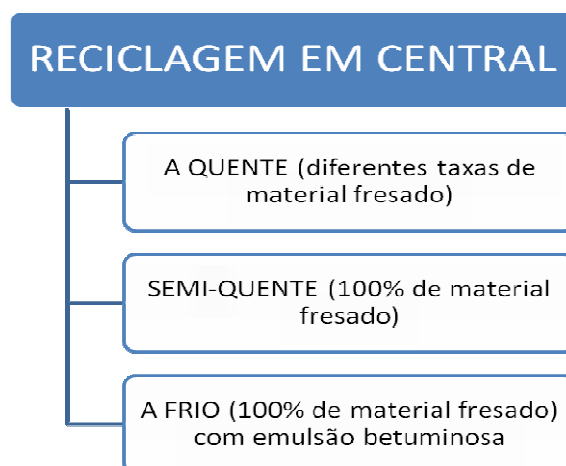 RECICLAGEM EM CENTRAL
A QUENTE (diferentes taxas de
material fresado)
SEMI-QUENTE (100% de material
fresado)
A FRIO (100% de material fresado)
com emulsão betuminosa